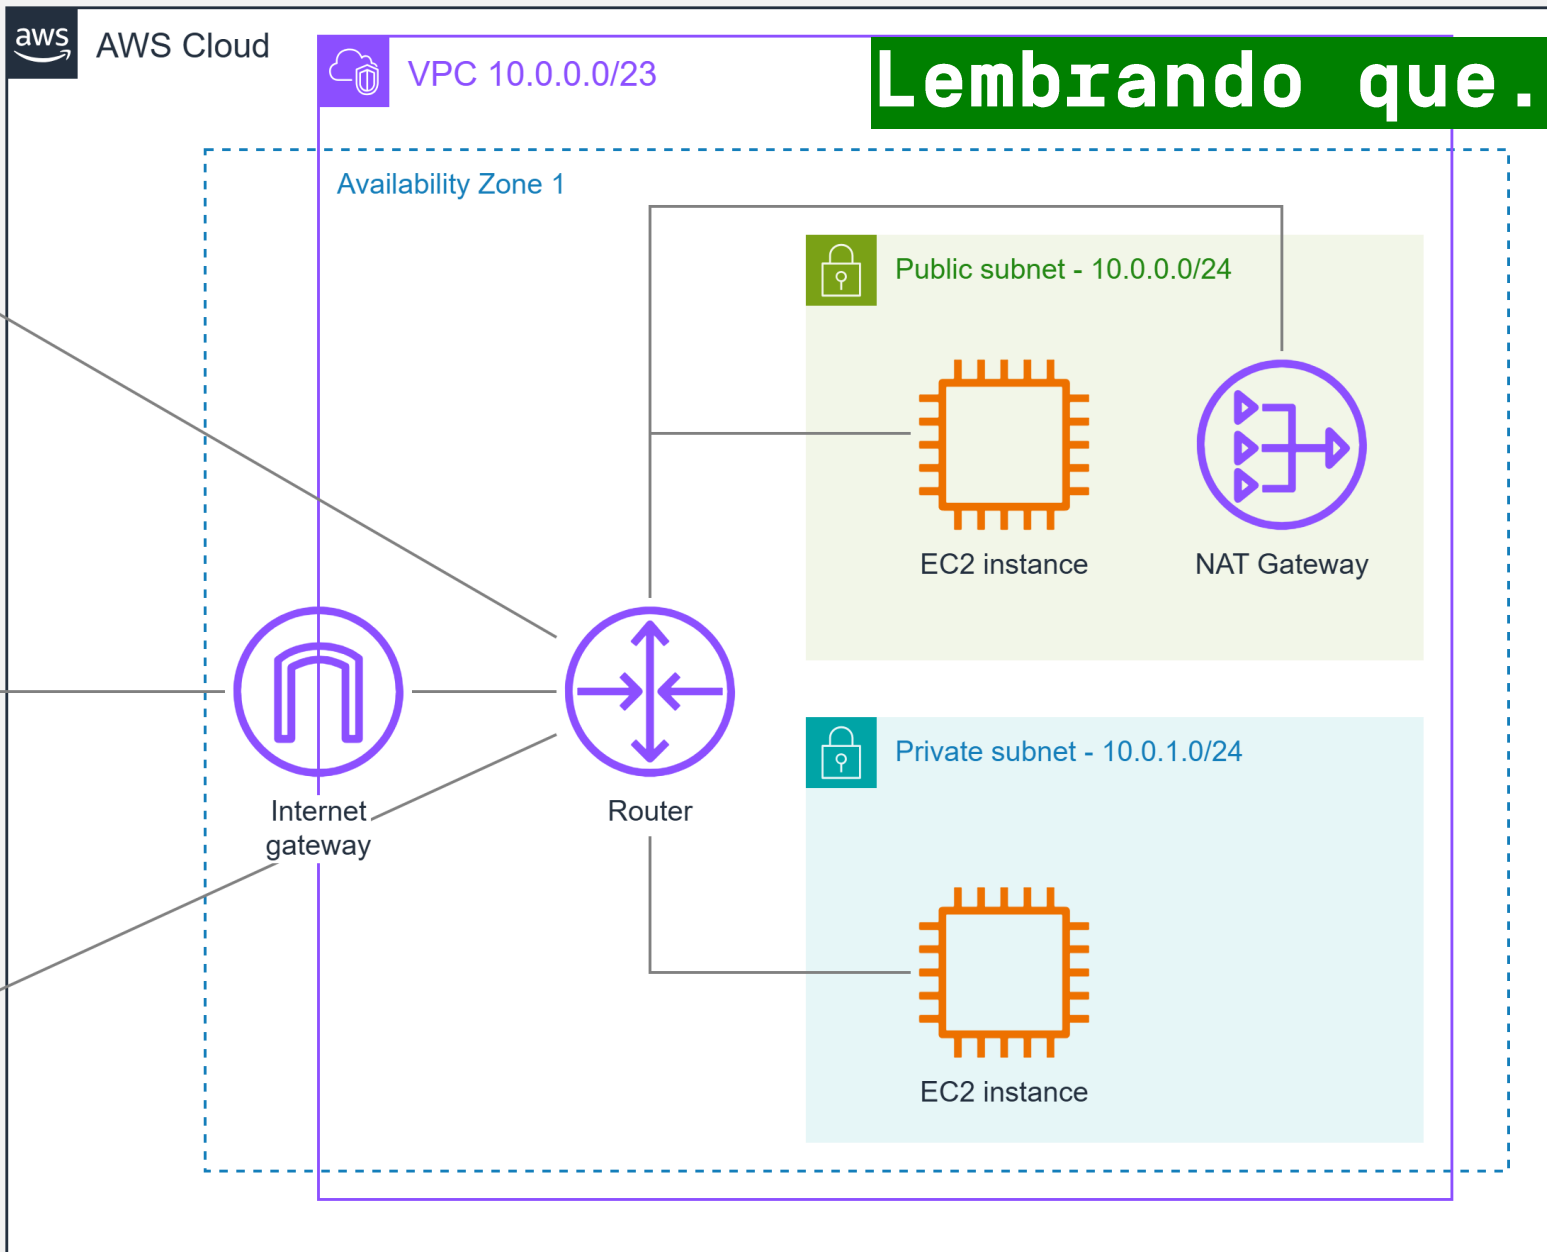 aws
AWS Cloud
VPC 10.0.0.0/23
Lembrando que.
Availability Zone 1
Public subnet - 10.0.0.0/24
EC2 instance
NAT Gateway
Internet
gateway
Router
Private subnet - 10.0.1.0/24
EC2 instance